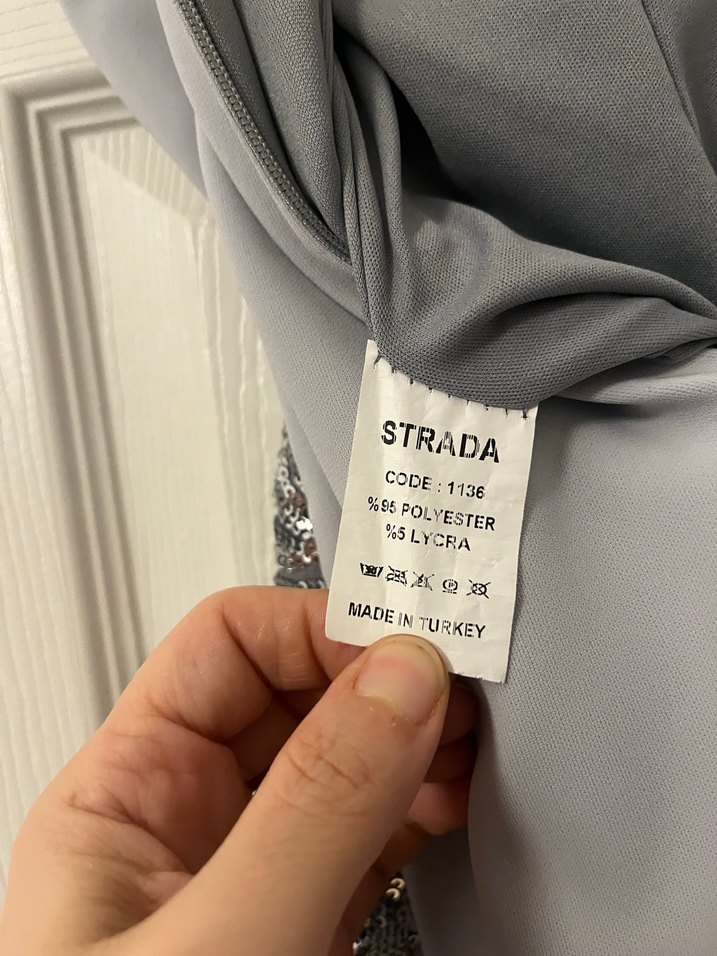 STRADA
CODE : 1136
%95 POLYESTER
%5 LYCRA
MADE IN TURKEY